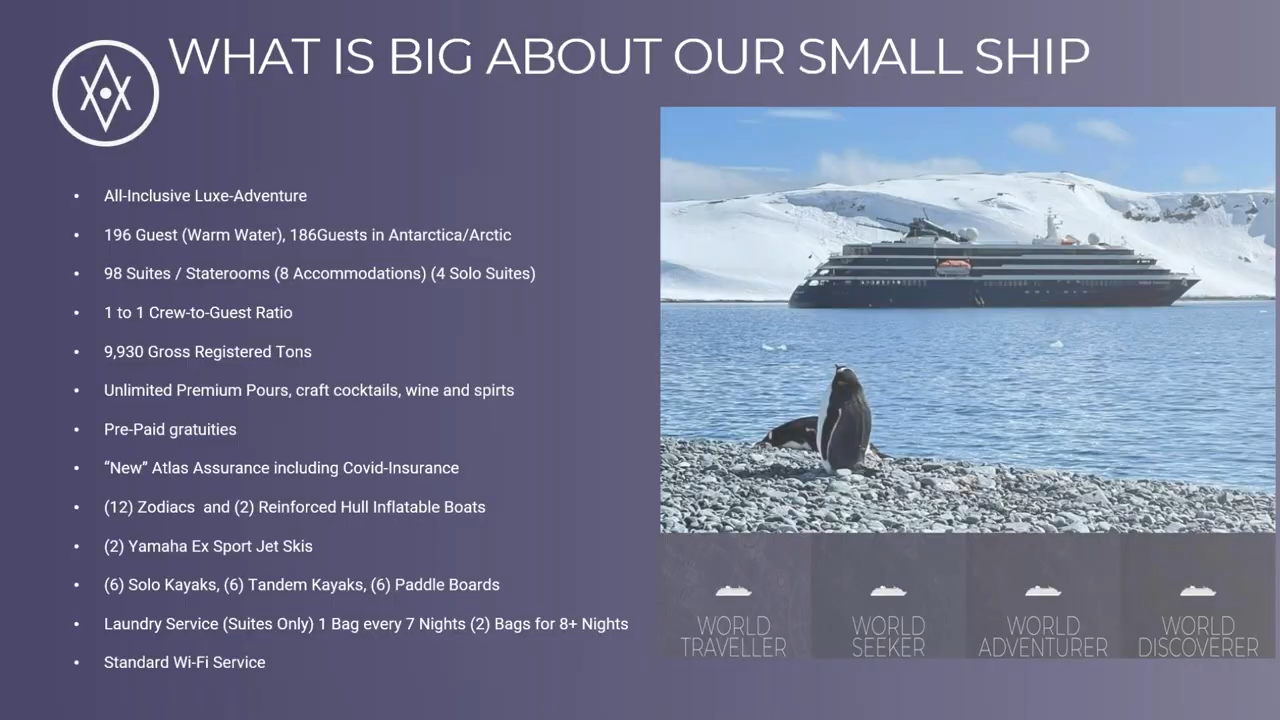 WHAT IS BIG ABOUT OUR SMALL SHIP
• All-Inclusive Luxe-Adventure
• 196 Guest (Warm Water), 186Guests in Antarctica/Arctic
• 98 Suites / Staterooms (8 Accommodations) (4 Solo Suites)
• 1 to 1 Crew-to-Guest Ratio
• 9,930 Gross Registered Tons
• Unlimited Premium Pours, craft cocktails, wine and spirts
• Pre-Paid gratuities
• “New” Atlas Assurance including Covid-Insurance
• (12) Zodiacs  and (2) Reinforced Hull Inflatable Boats
• (2) Yamaha Ex Sport Jet Skis
• (6) Solo Kayaks, (6) Tandem Kayaks, (6) Paddle Boards
• Laundry Service (Suites Only) 1 Bag every 7 Nights (2) Bags for 8+ Nights
• Standard Wi-Fi Service
WORLD
TRAVELLER
WORLD
SEEKER
WORLD
ADVENTURER
WORLD
DISCOVERER